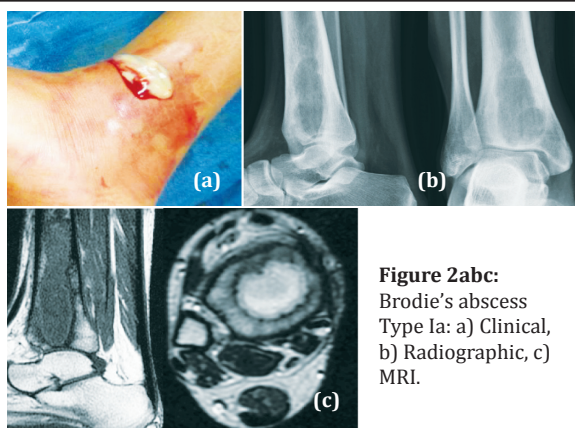 (a)
(b)
(c)
Figure 2abc:
Brodie's abscess
Type Ia: a) Clinical,
b) Radiographic, c)
MRI.